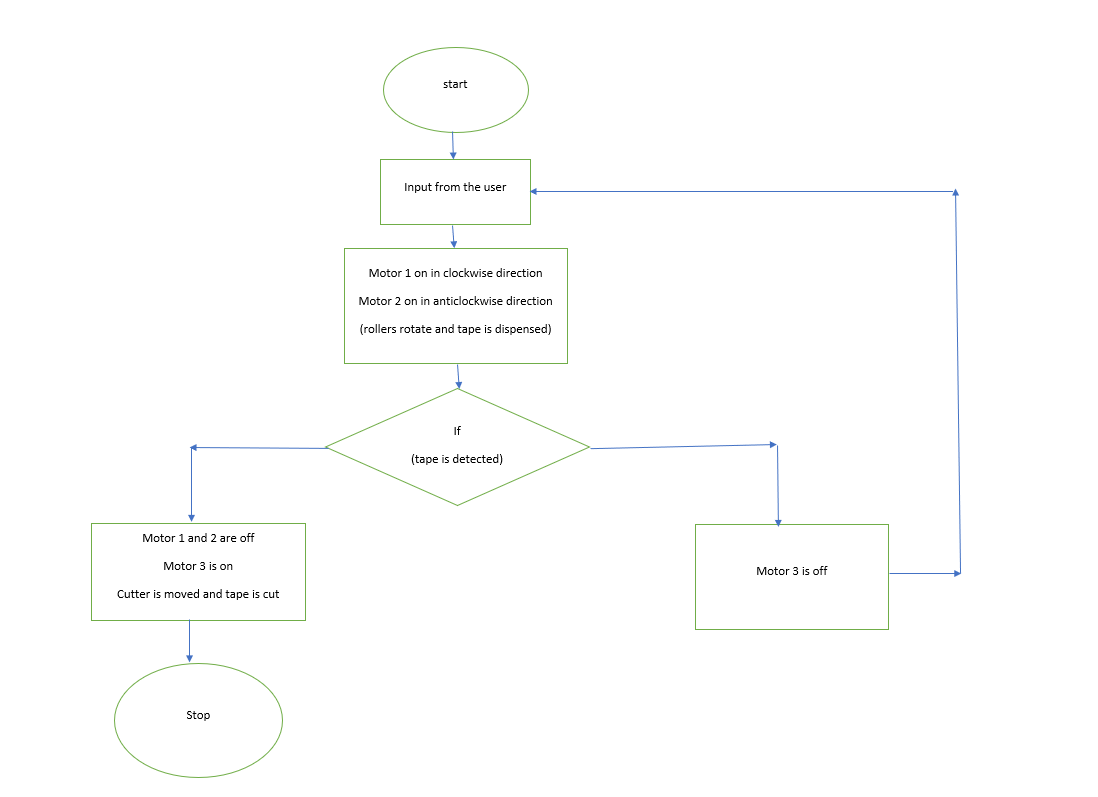 start
Input from the user
Motor 1 on in clockwise direction
Motor 2 on in anticlockwise direction
(rollers rotate and tape is dispensed)
If
(tape is detected)
Motor 1 and 2 are off
Motor 3 is on
Cutter is moved and tape is cut
Motor 3 is off
Stop